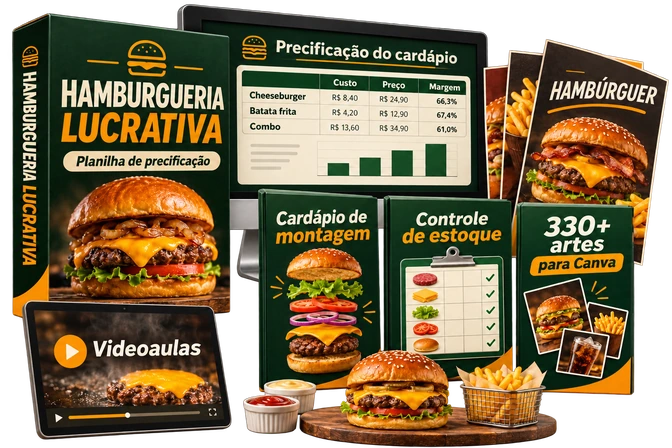 HAMBURGUERIA LUCRATIVA
HAMBURGUERIA
LUCRATIVA
Planilha de precificação
Precificação do cardápio
Custo Preço Margem
Cheeseburger R$ 8,40 R$ 24,90 66,3%
Batata frita R$ 4,20 R$ 12,90 67,4%
Combo R$ 13,60 R$ 34,90 61,0%
HAMBÚRGUER
Cardápio de
montagem
Controle
de estoque
330+
artes
para Canva
Videoaulas